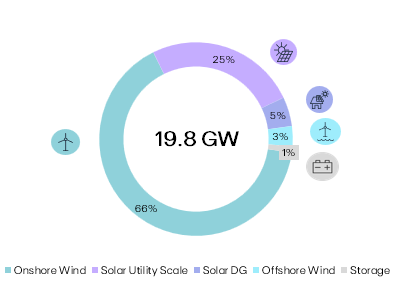 25%
5%
19.8 GW
3%
1%
66%
Onshore Wind Solar Utility Scale Solar DG Offshore Wind Storage